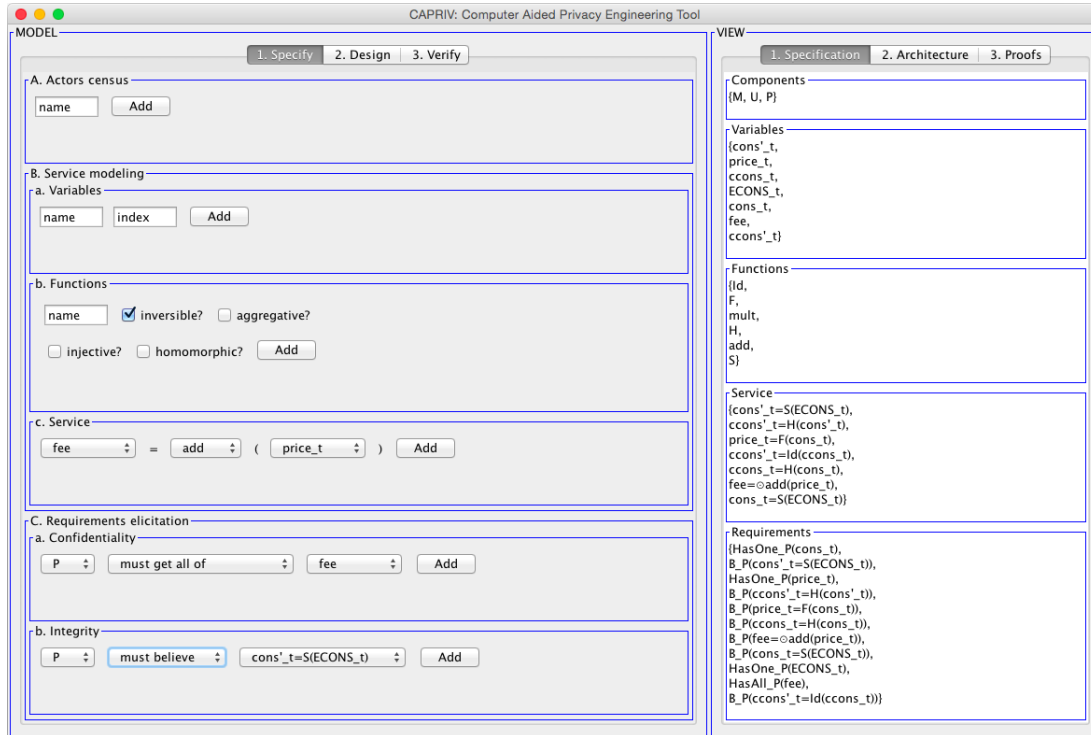 CAPRIV: Computer Aided Privacy Engineering Tool
MODEL
1. Specify 2. Design 3. Verify
A. Actors census
name Add
B. Service modeling
a. Variables
name index Add
b. Functions
name inversible? aggregative?
injective? homomorphic? Add
c. Service
fee = add ( price_t ) Add
C. Requirements elicitation
a. Confidentiality
P must get all of fee Add
b. Integrity
P must believe cons'_t=S(ECONS_t) Add
VIEW
1. Specification 2. Architecture 3. Proofs
Components
{M, U, P}
Variables
{cons'_t,
price_t,
ccons_t,
ECONS_t,
cons_t,
fee,
ccons'_t}
Functions
{Id,
F,
mult,
H,
add,
S}
Service
{cons'_t=S(ECONS_t),
ccons'_t=H(cons'_t),
price_t=F(cons_t),
ccons'_t=Id(ccons_t),
ccons_t=H(cons_t),
fee=⊙add(price_t),
cons_t=S(ECONS_t)}
Requirements
{HasOne_P(cons_t),
B_P(cons'_t=S(ECONS_t)),
HasOne_P(price_t),
B_P(ccons'_t=H(cons'_t)),
B_P(price_t=F(cons_t)),
B_P(ccons_t=H(cons_t)),
B_P(fee=⊙add(price_t)),
B_P(cons_t=S(ECONS_t)),
HasOne_P(ECONS_t),
HasAll_P(fee),
B_P(ccons'_t=Id(ccons_t))}